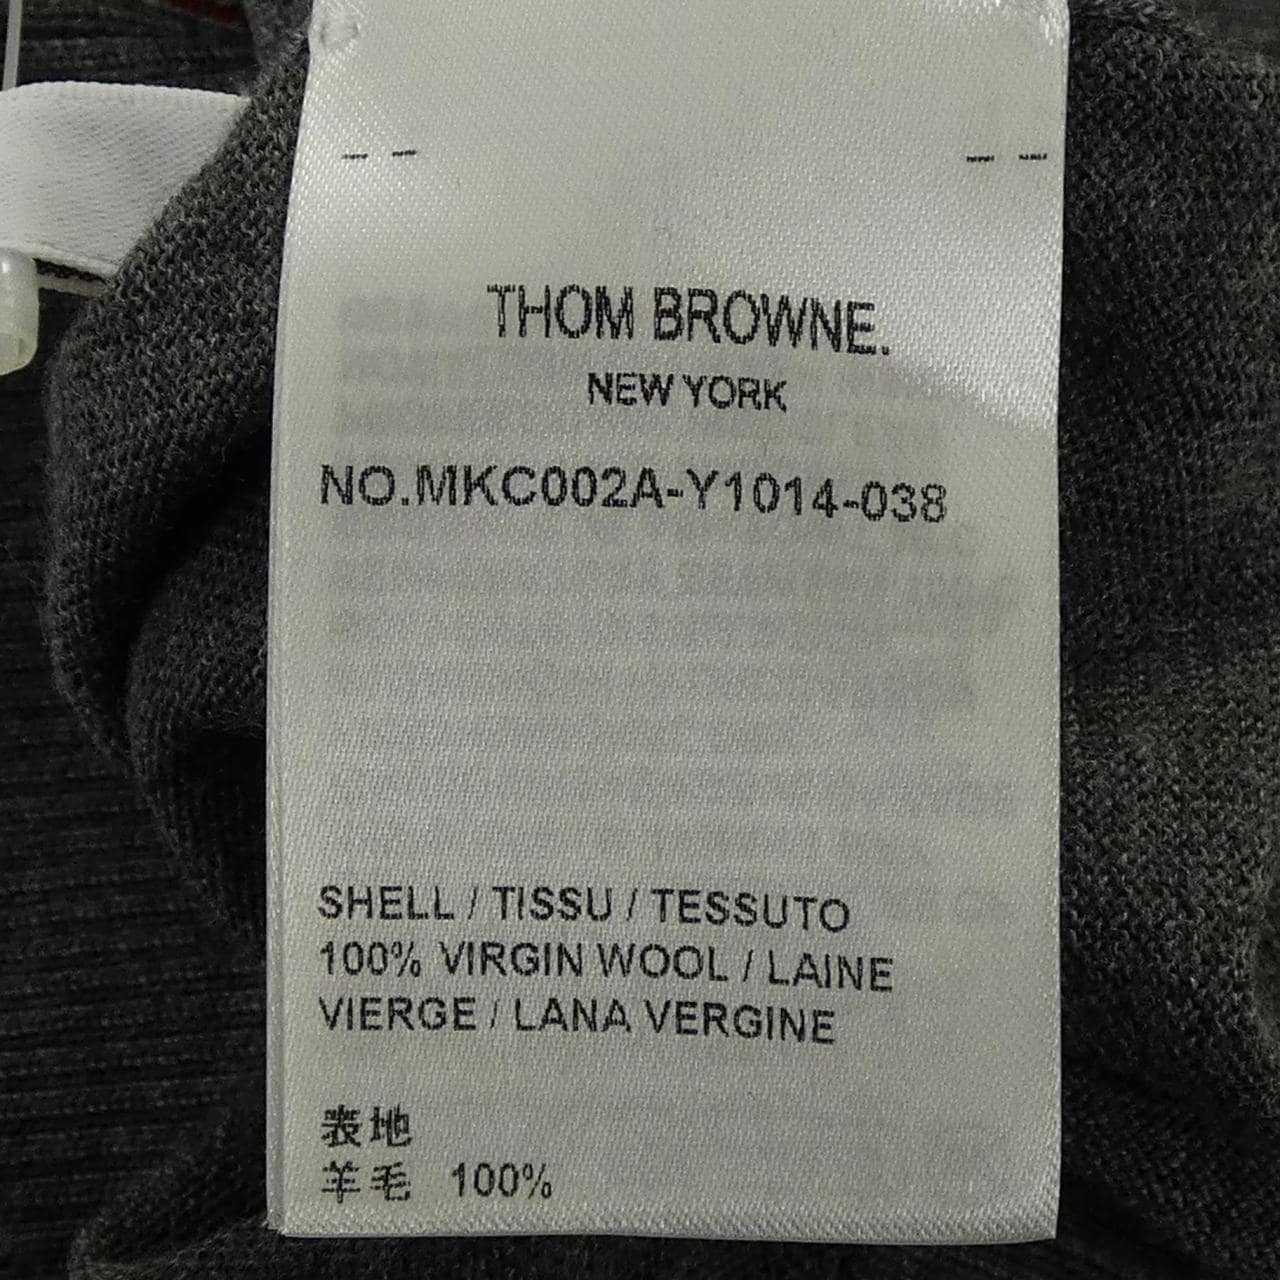 THOM BROWNE.
NEW YORK
NO.MKC002A-Y1014-038
SHELL / TISSU / TESSUTO
100% VIRGIN WOOL / LAINE
VIERGE / LANA VERGINE
表地
羊毛 100%